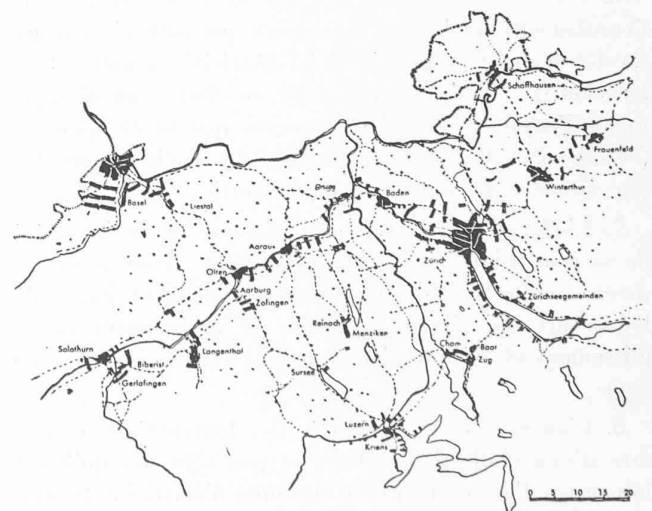 Schaffhausen
Frauenfeld
Winterthur
Basel
Liestal
Brugg
Baden
Aarau
Zürich
Olten
Aarburg
Zofingen
Zürichseegemeinden
Reinach
Menziken
Solothurn
Biberist
Langenthal
Cham
Baar
Zug
Gerlafingen
Sursee
Luzern
Kriens
0 5 10 15 20